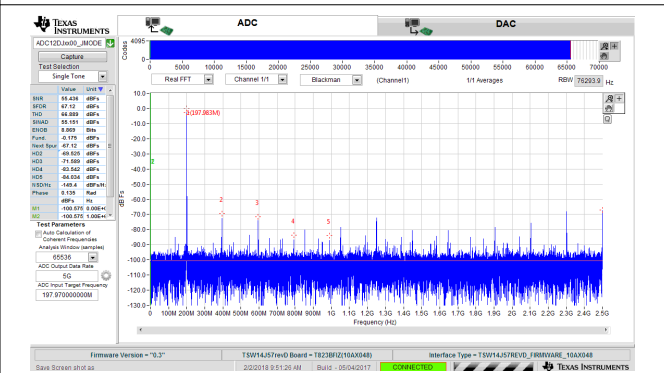 TEXAS INSTRUMENTS
ADC
DAC
ADC12DJxx00_JMODE
Capture
Test Selection
Single Tone
Value Unit
SNR 55.436 dBFs
SFDR 67.12 dBFs
THD 66.889 dBFs
SINAD 55.151 dBFs
ENOB 8.869 Bits
Fund. -0.175 dBFs
Next Spur -67.12 dBFs
HD2 -69.525 dBFs
HD3 -71.589 dBFs
HD4 -83.542 dBFs
HD5 -84.034 dBFs
NSD/Hz -149.4 dBFs/Hz
Phase 0.135 Rad
dBFs Hz
M1 -100.575 0.00E+0
M2 -100.575 1.00E+0
Test Parameters
Auto Calculation of
Coherent Frequencies
Analysis Window (samples)
65536
ADC Output Data Rate
5G
ADC Input Target Frequency
197.970000000M
Codes
4095
0
0 5000 10000 15000 20000 25000 30000 35000 40000 45000 50000 55000 60000 65000 70000
Real FFT
Channel 1/1
Blackman
(Channel1)
1/1 Averages
RBW 76293.9 Hz
10.0
0.0
-10.0
-20.0
-30.0
-40.0
-50.0
-60.0
-70.0
-80.0
-90.0
-100.0
-110.0
-120.0
-130.0
dBFs
1(197.983M)
2
2
3
4
5
0 100M 200M 300M 400M 500M 600M 700M 800M 900M 1G 1.1G 1.2G 1.3G 1.4G 1.5G 1.6G 1.7G 1.8G 1.9G 2G 2.1G 2.2G 2.3G 2.4G 2.5G
Frequency (Hz)
Firmware Version = "0.3"
TSW14J57revD Board = T823BFIZ(10AX048)
Interface Type = TSW14J57REVD_FIRMWARE_10AX048
Save Screen shot as
2/2/2018 9:51:26 AM
Build - 05/04/2017
CONNECTED
TEXAS INSTRUMENTS